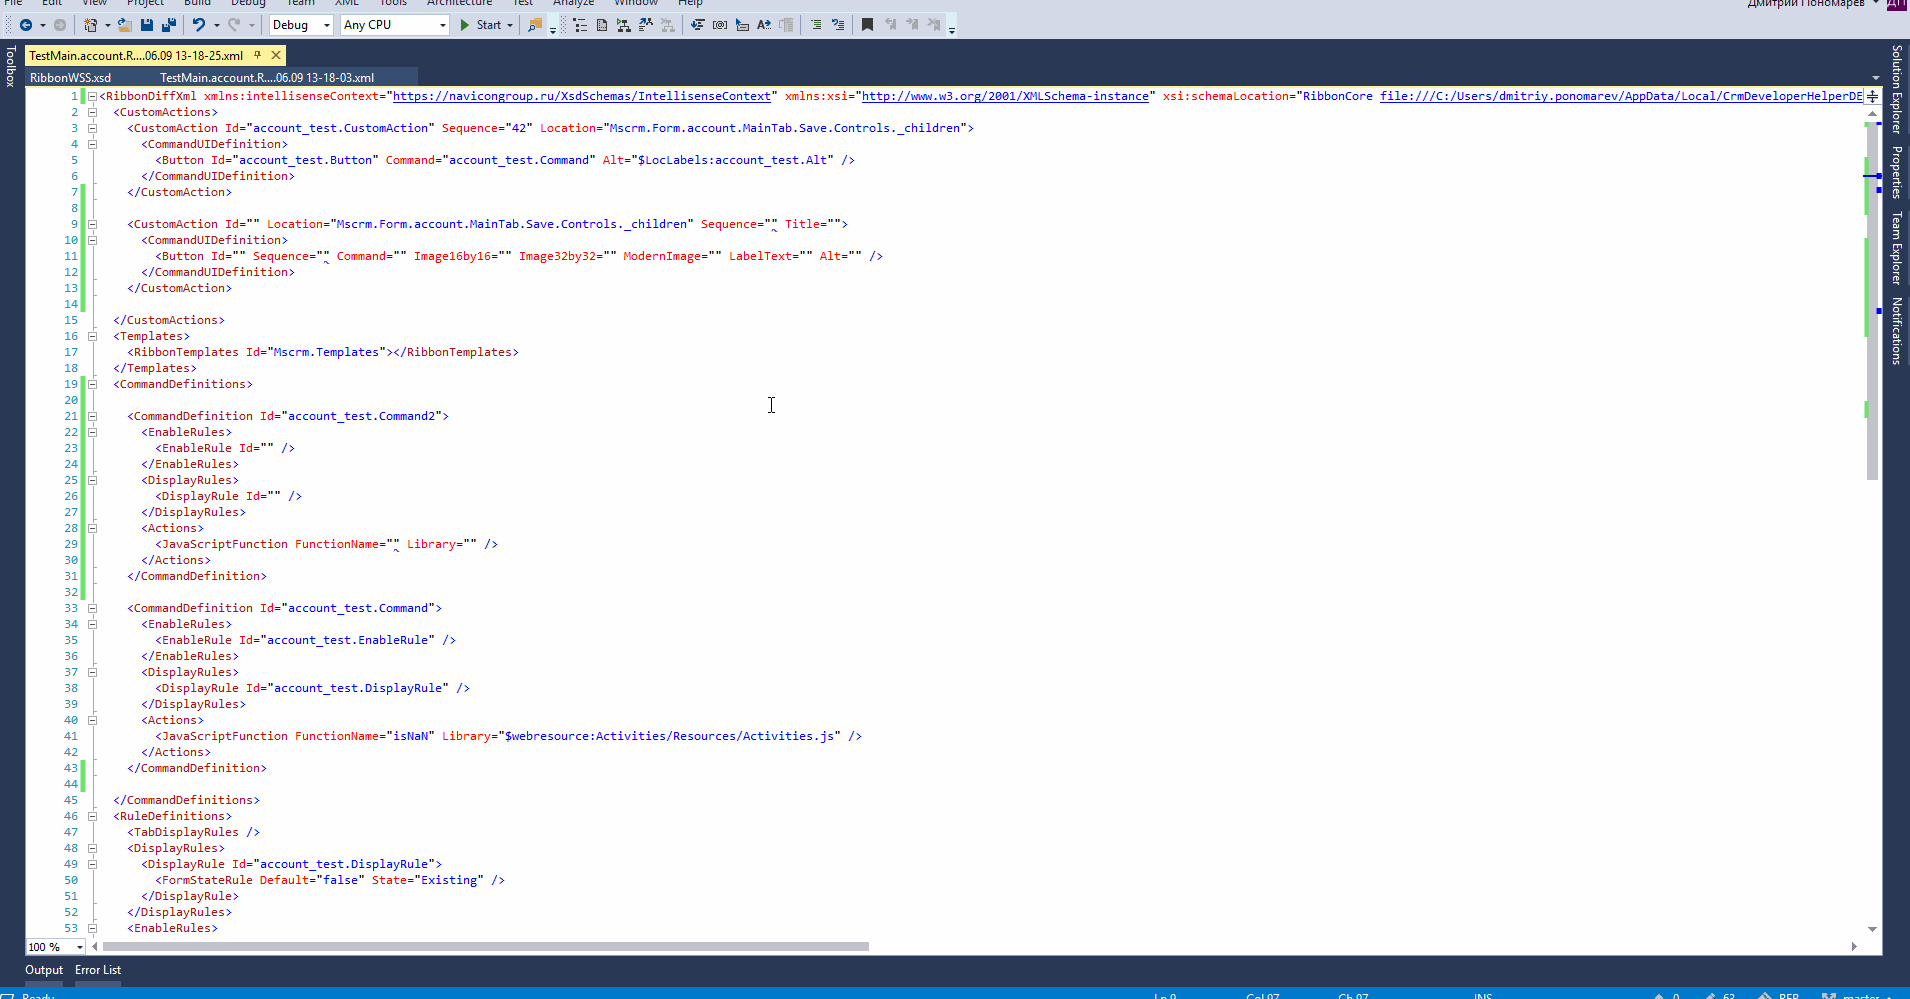 File Edit View Project Build Debug Team XML Tools Architecture Test Analyze Window Help Дмитрий Пономарев ДП
Debug Any CPU Start
Toolbox
TestMain.account.R....06.09 13-18-25.xml
RibbonWSS.xsd TestMain.account.R....06.09 13-18-03.xml
1 <RibbonDiffXml xmlns:intellisenseContext="https://navicongroup.ru/XsdSchemas/IntellisenseContext" xmlns:xsi="http://www.w3.org/2001/XMLSchema-instance" xsi:schemaLocation="RibbonCore file:///C:/Users/dmitriy.ponomarev/AppData/Local/CrmDeveloperHelperDE
2 <CustomActions>
3 <CustomAction Id="account_test.CustomAction" Sequence="42" Location="Mscrm.Form.account.MainTab.Save.Controls._children">
4 <CommandUIDefinition>
5 <Button Id="account_test.Button" Command="account_test.Command" Alt="$LocLabels:account_test.Alt" />
6 </CommandUIDefinition>
7 </CustomAction>
8
9 <CustomAction Id="" Location="Mscrm.Form.account.MainTab.Save.Controls._children" Sequence="" Title="">
10 <CommandUIDefinition>
11 <Button Id="" Sequence="" Command="" Image16by16="" Image32by32="" ModernImage="" LabelText="" Alt="" />
12 </CommandUIDefinition>
13 </CustomAction>
14
15 </CustomActions>
16 <Templates>
17 <RibbonTemplates Id="Mscrm.Templates"></RibbonTemplates>
18 </Templates>
19 <CommandDefinitions>
20
21 <CommandDefinition Id="account_test.Command2">
22 <EnableRules>
23 <EnableRule Id="" />
24 </EnableRules>
25 <DisplayRules>
26 <DisplayRule Id="" />
27 </DisplayRules>
28 <Actions>
29 <JavaScriptFunction FunctionName="" Library="" />
30 </Actions>
31 </CommandDefinition>
32
33 <CommandDefinition Id="account_test.Command">
34 <EnableRules>
35 <EnableRule Id="account_test.EnableRule" />
36 </EnableRules>
37 <DisplayRules>
38 <DisplayRule Id="account_test.DisplayRule" />
39 </DisplayRules>
40 <Actions>
41 <JavaScriptFunction FunctionName="isNaN" Library="$webresource:Activities/Resources/Activities.js" />
42 </Actions>
43 </CommandDefinition>
44
45 </CommandDefinitions>
46 <RuleDefinitions>
47 <TabDisplayRules />
48 <DisplayRules>
49 <DisplayRule Id="account_test.DisplayRule">
50 <FormStateRule Default="false" State="Existing" />
51 </DisplayRule>
52 </DisplayRules>
53 <EnableRules>
100 %
Solution Explorer
Properties
Team Explorer
Notifications
Output Error List
Ready Ln 9 Col 97 Ch 97 INS 0 63 master